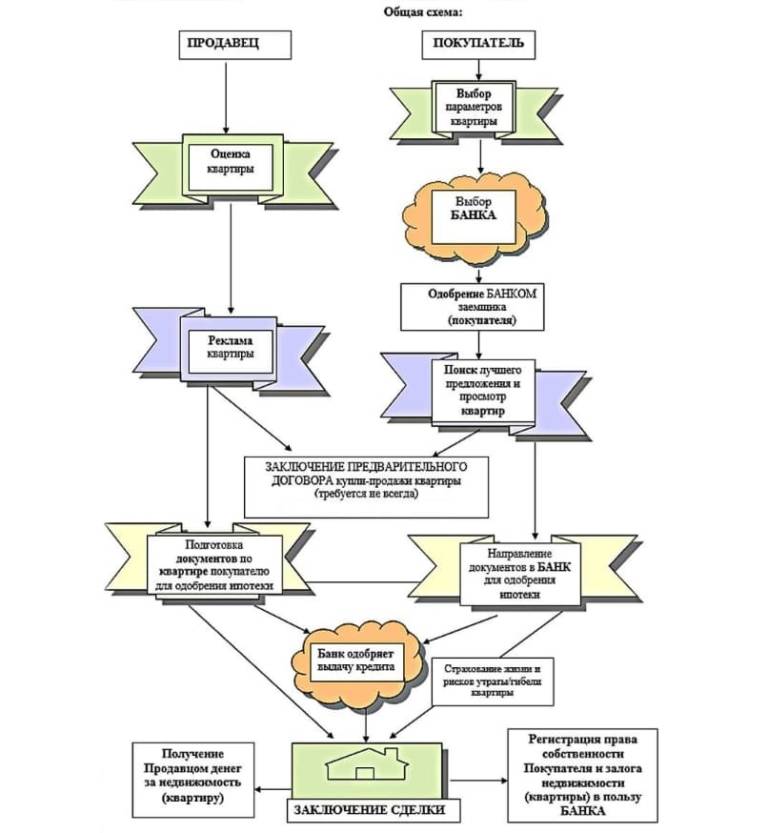 Общая схема:
ПРОДАВЕЦ
ПОКУПАТЕЛЬ
Выбор
параметров
квартиры
Оценка
квартиры
Выбор
БАНКА
Одобрение БАНКОМ
заемщика
(покупателя)
Реклама
квартиры
Поиск лучшего
предложения и
просмотр
квартир
ЗАКЛЮЧЕНИЕ ПРЕДВАРИТЕЛЬНОГО
ДОГОВОРА купли-продажи квартиры
(требуется не всегда)
Подготовка
документов по
квартире покупателю
для одобрения ипотеки
Направление
документов в БАНК
для одобрения
ипотеки
Банк одобряет
выдачу кредита
Страхование жизни и
рисков утраты/гибели
квартиры
Получение
Продавцом денег
за недвижимость
(квартиру)
ЗАКЛЮЧЕНИЕ СДЕЛКИ
Регистрация права
собственности
Покупателя и залога
недвижимости
(квартиры) в пользу
БАНКА